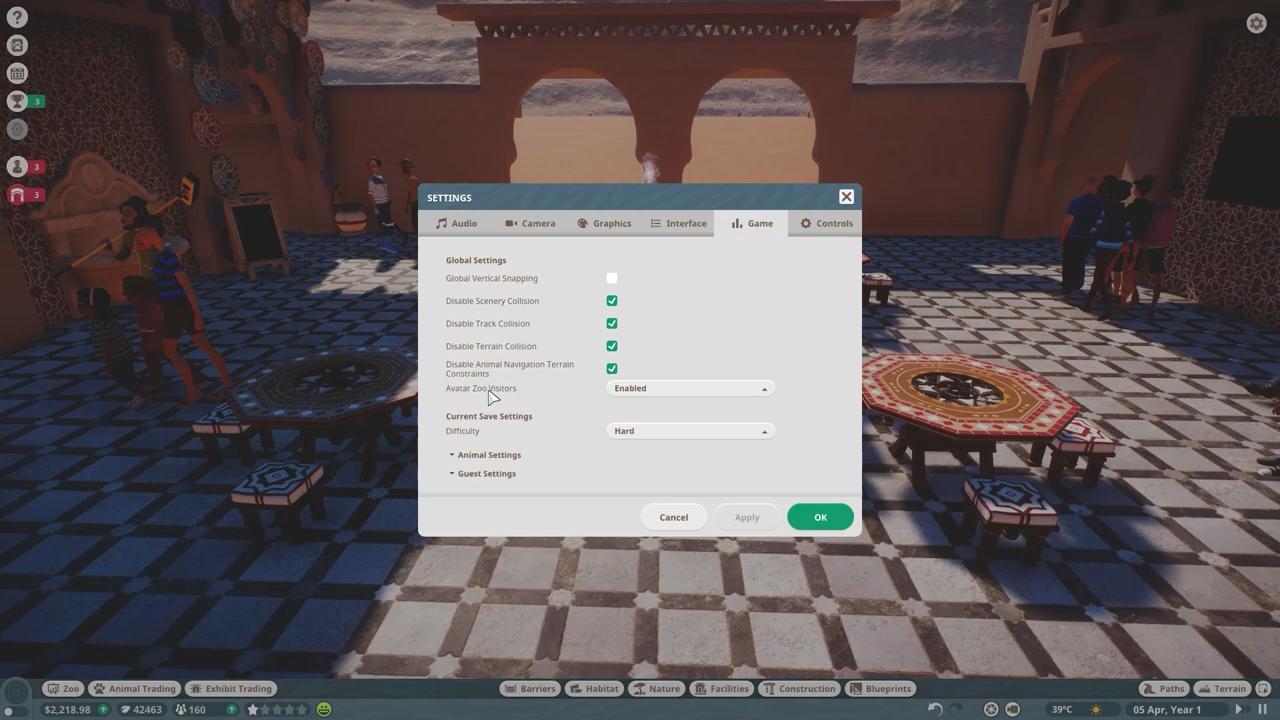 ?
3
3
3
SETTINGS
Audio Camera Graphics Interface Game Controls
Global Settings
Global Vertical Snapping
Disable Scenery Collision
Disable Track Collision
Disable Terrain Collision
Disable Animal Navigation Terrain
Constraints
Avatar Zoo Visitors Enabled
Current Save Settings
Difficulty Hard
Animal Settings
Guest Settings
Cancel Apply OK
Zoo Animal Trading Exhibit Trading Barriers Habitat Nature Facilities Construction Blueprints Paths Terrain
$2,218.98 42463 160 39°C 05 Apr, Year 1